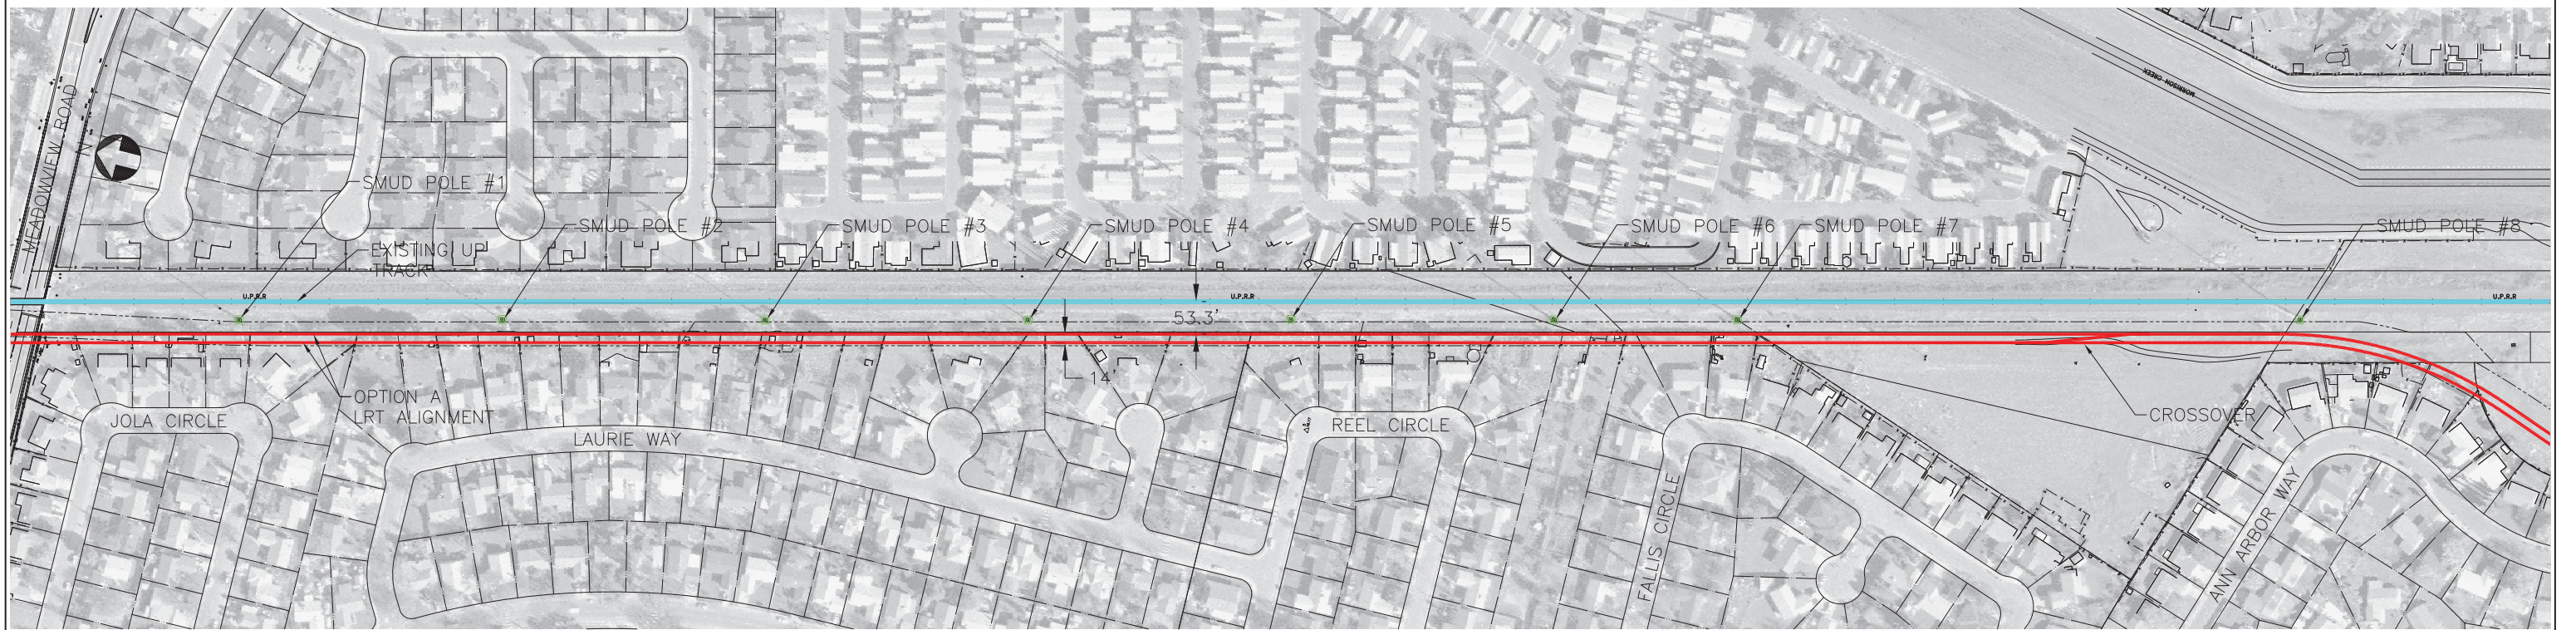 MORRISON CREEK
MEADOWVIEW ROAD
N
SMUD POLE #1
SMUD POLE #2
SMUD POLE #3
SMUD POLE #4
SMUD POLE #5
SMUD POLE #6
SMUD POLE #7
SMUD POLE #8
EXISTING UP
TRACK
U.P.R.R
U.P.R.R
U.P.R.R
53.3'
14'
OPTION A
LRT ALIGNMENT
CROSSOVER
JOLA CIRCLE
LAURIE WAY
REEL CIRCLE
FALLIS CIRCLE
ANN ARBOR WAY